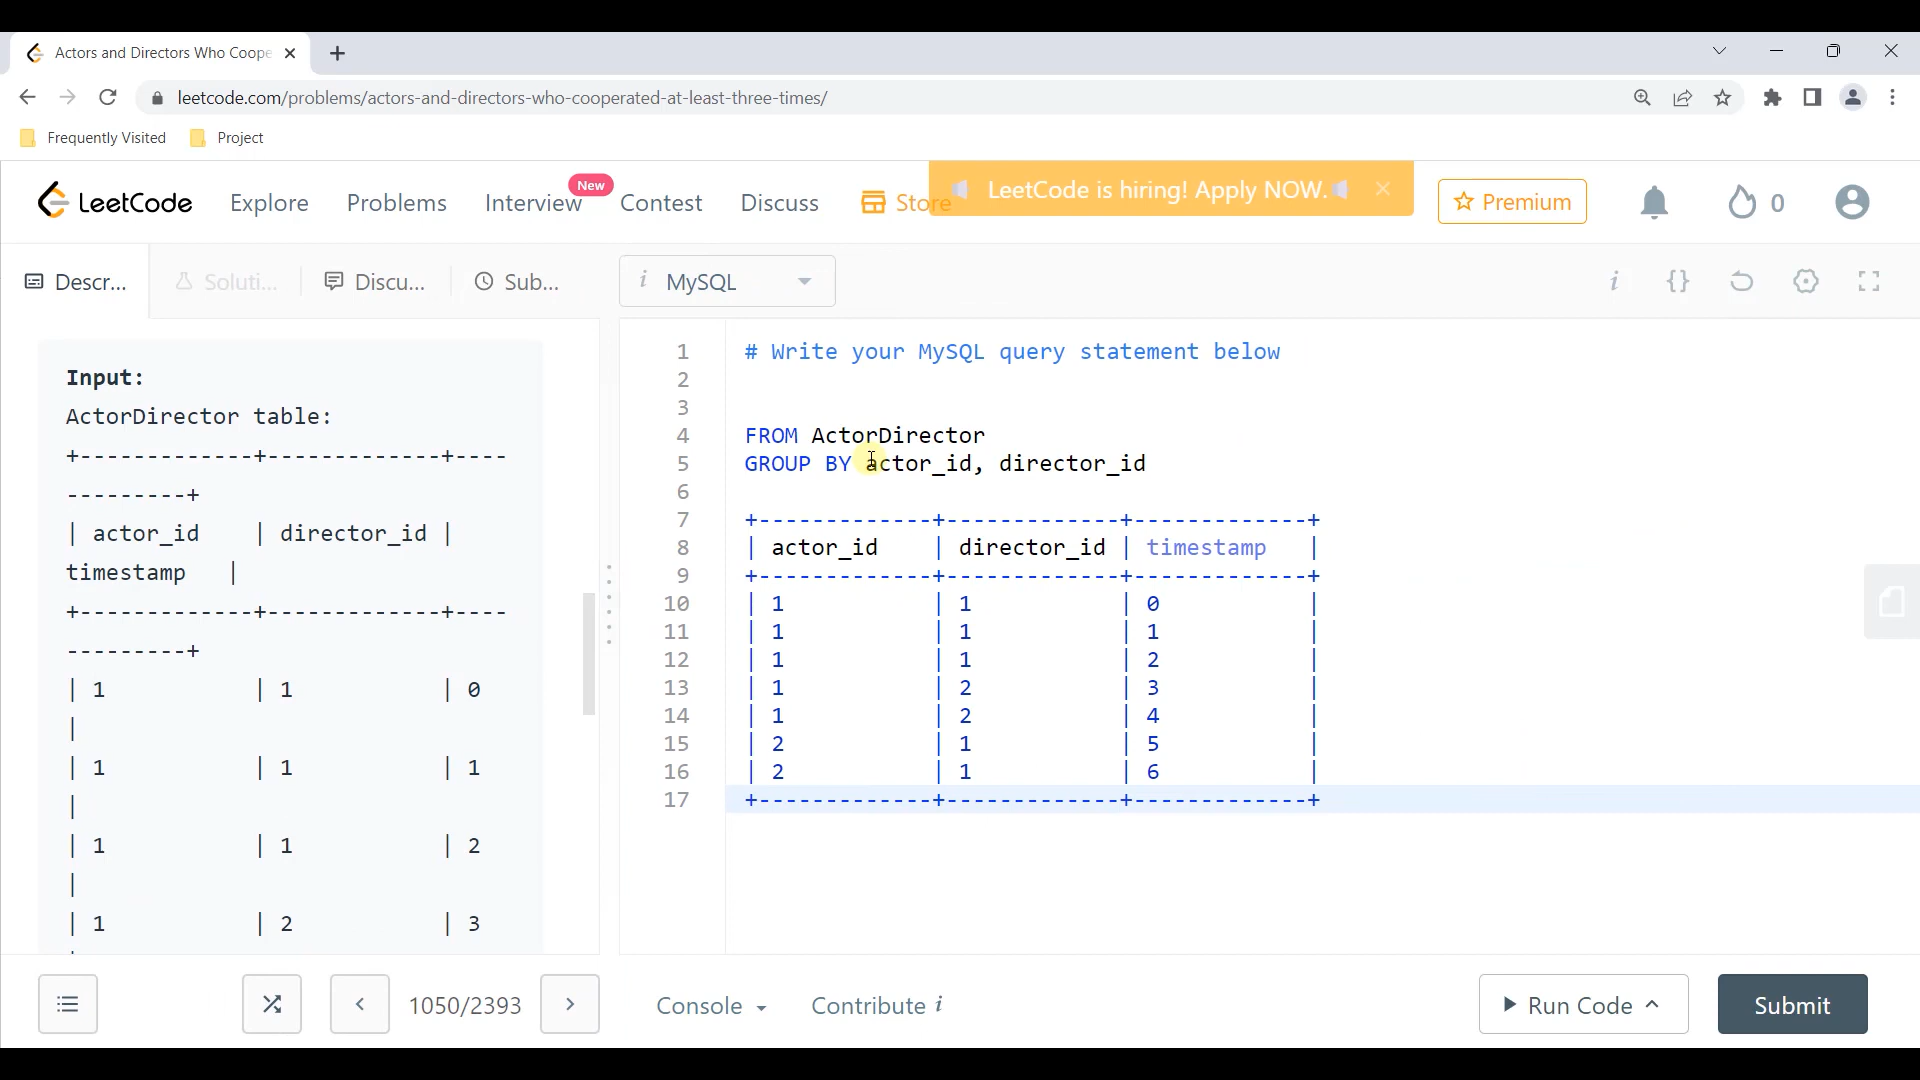 Actors and Directors Who Coope
leetcode.com/problems/actors-and-directors-who-cooperated-at-least-three-times/
Frequently Visited Project
LeetCode Explore Problems Interview New Contest Discuss Store LeetCode is hiring! Apply NOW. Premium 0
Descr... Soluti... Discu... Sub... i MySQL i {}
Input:
ActorDirector table:
+-------------+-------------+----
---------+
| actor_id    | director_id |
timestamp   |
+-------------+-------------+----
---------+
| 1           | 1           | 0
|
| 1           | 1           | 1
|
| 1           | 1           | 2
|
| 1           | 2           | 3
1 # Write your MySQL query statement below
2
3
4 FROM ActorDirector
5 GROUP BY actor_id, director_id
6
7 +-------------+-------------+-------------+
8 | actor_id    | director_id | timestamp   |
9 +-------------+-------------+-------------+
10 | 1           | 1           | 0           |
11 | 1           | 1           | 1           |
12 | 1           | 1           | 2           |
13 | 1           | 2           | 3           |
14 | 1           | 2           | 4           |
15 | 2           | 1           | 5           |
16 | 2           | 1           | 6           |
17 +-------------+-------------+-------------+
1050/2393 Console Contribute i Run Code Submit